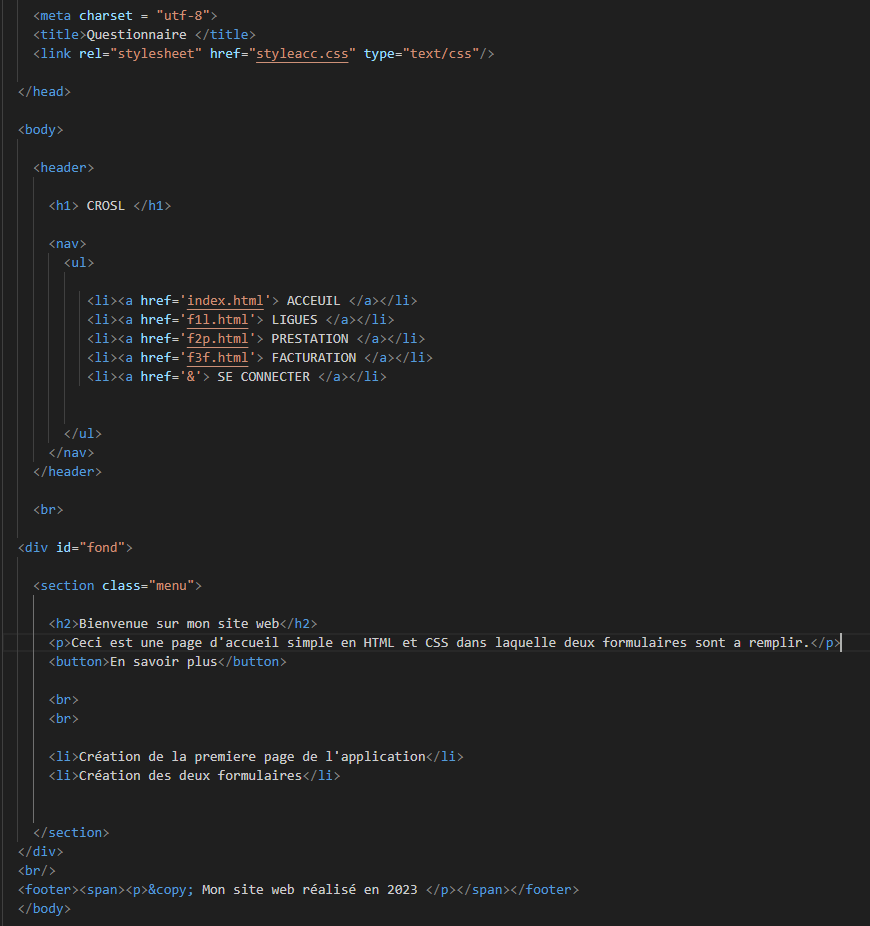 <meta charset = "utf-8">
<title>Questionnaire </title>
<link rel="stylesheet" href="styleacc.css" type="text/css"/>
</head>
<body>
<header>
<h1> CROSL </h1>
<nav>
<ul>
<li><a href='index.html'> ACCEUIL </a></li>
<li><a href='f1l.html'> LIGUES </a></li>
<li><a href='f2p.html'> PRESTATION </a></li>
<li><a href='f3f.html'> FACTURATION </a></li>
<li><a href='&'> SE CONNECTER </a></li>
</ul>
</nav>
</header>
<br>
<div id="fond">
<section class="menu">
<h2>Bienvenue sur mon site web</h2>
<p>Ceci est une page d'accueil simple en HTML et CSS dans laquelle deux formulaires sont a remplir.</p>
<button>En savoir plus</button>
<br>
<br>
<li>Création de la premiere page de l'application</li>
<li>Création des deux formulaires</li>
</section>
</div>
<br/>
<footer><span><p>&copy; Mon site web réalisé en 2023 </p></span></footer>
</body>